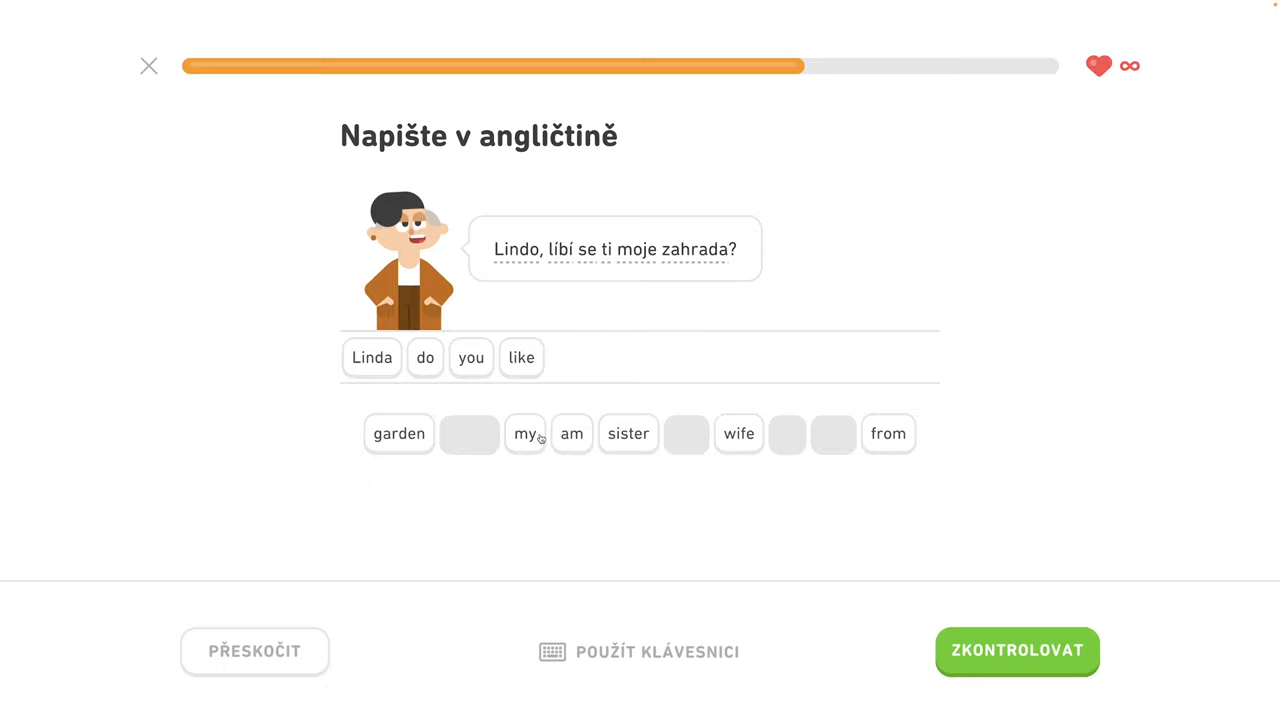 Napište v angličtině
Lindo, líbí se ti moje zahrada?
Linda do you like
garden my am sister wife from
PŘESKOČIT POUŽÍT KLÁVESNICI ZKONTROLOVAT